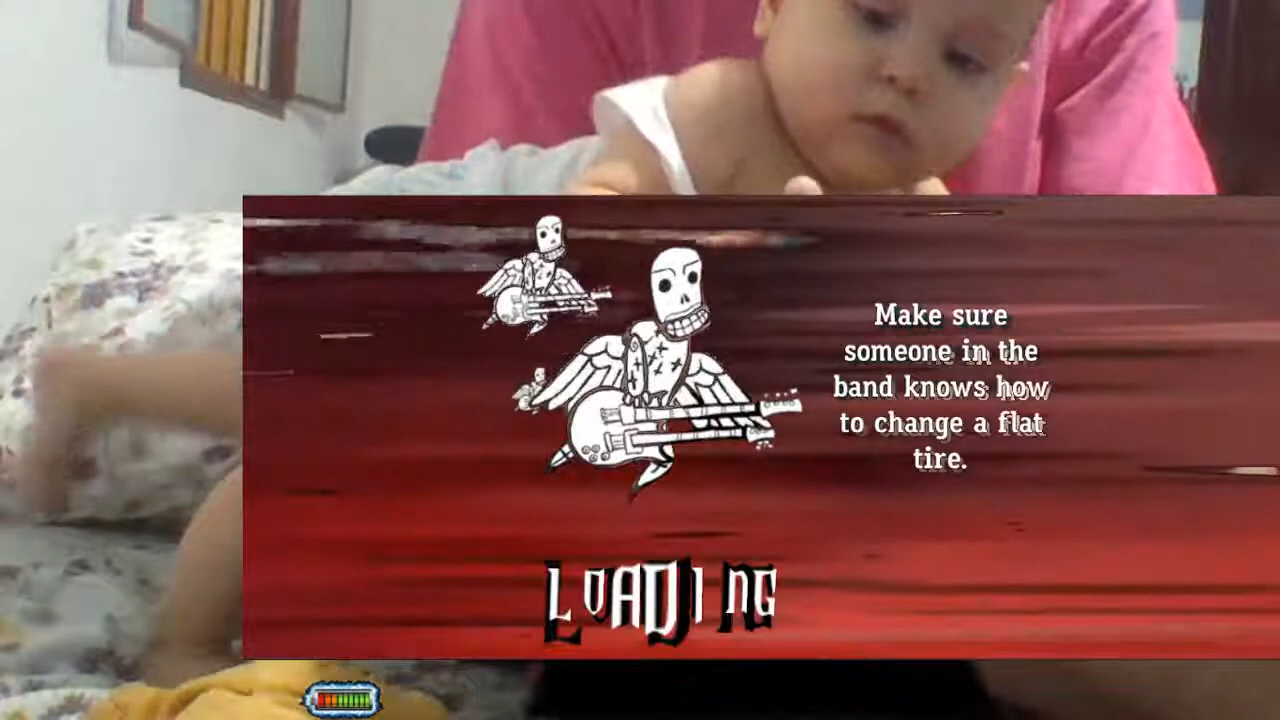 Make sure
someone in the
band knows how
to change a flat
tire.
LOADING